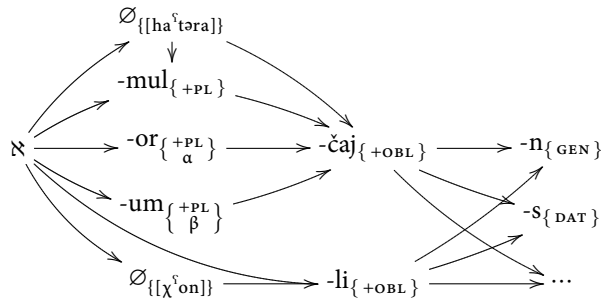 ∅{[haˤtəra]}
-mul{ +PL }
א -or{ +PL α } -čaj{ +OBL } -n{ GEN }
-um{ +PL β } -s{ DAT }
∅{[χˤon]} -li{ +OBL } ...